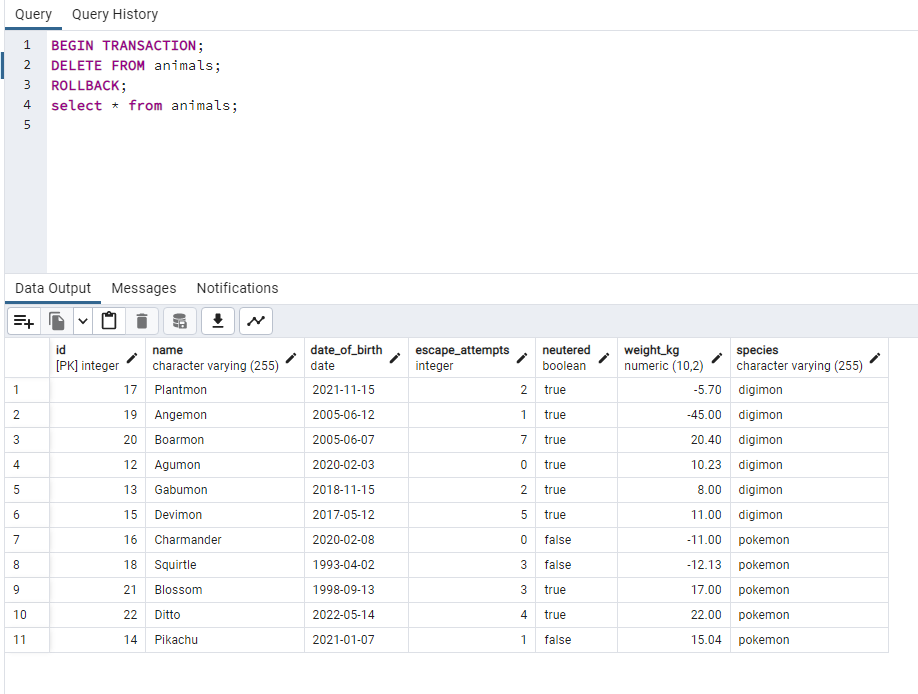 Query Query History
1 BEGIN TRANSACTION;
2 DELETE FROM animals;
3 ROLLBACK;
4 select * from animals;
5
Data Output Messages Notifications
id name date_of_birth escape_attempts neutered weight_kg species
[PK] integer character varying (255) date integer boolean numeric (10,2) character varying (255)
1 17 Plantmon 2021-11-15 2 true -5.70 digimon
2 19 Angemon 2005-06-12 1 true -45.00 digimon
3 20 Boarmon 2005-06-07 7 true 20.40 digimon
4 12 Agumon 2020-02-03 0 true 10.23 digimon
5 13 Gabumon 2018-11-15 2 true 8.00 digimon
6 15 Devimon 2017-05-12 5 true 11.00 digimon
7 16 Charmander 2020-02-08 0 false -11.00 pokemon
8 18 Squirtle 1993-04-02 3 false -12.13 pokemon
9 21 Blossom 1998-09-13 3 true 17.00 pokemon
10 22 Ditto 2022-05-14 4 true 22.00 pokemon
11 14 Pikachu 2021-01-07 1 false 15.04 pokemon